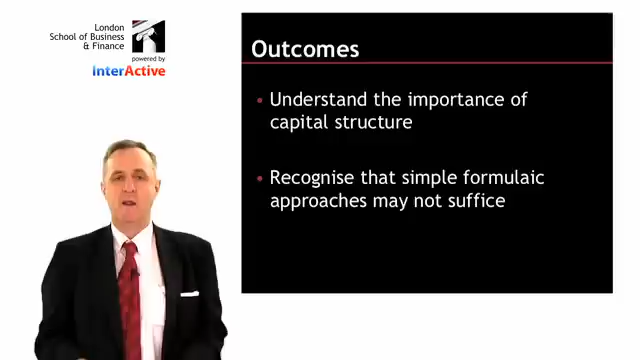 London
School of Business
& Finance
powered by
InterActive
Outcomes
• Understand the importance of
capital structure
• Recognise that simple formulaic
approaches may not suffice